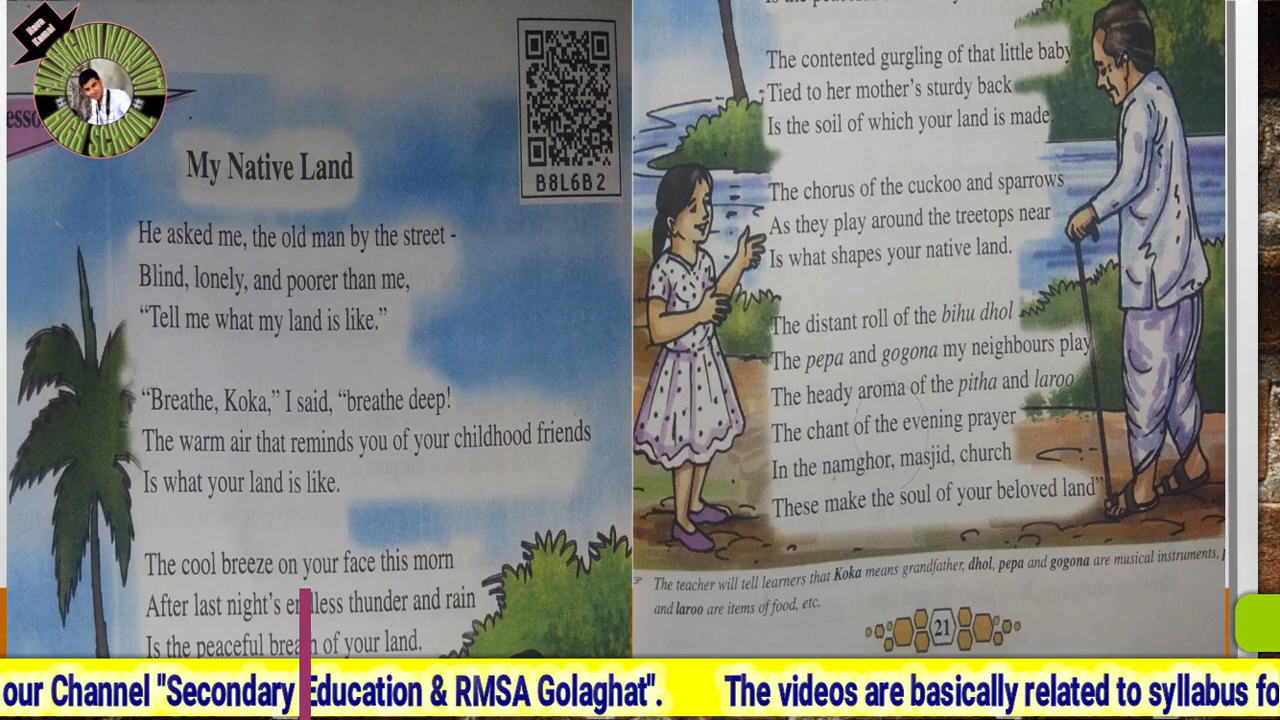 Nava Kamal
FALANGANI NAVAJYOTI
HIGH SCHOOL
B8L6B2
My Native Land
He asked me, the old man by the street -
Blind, lonely, and poorer than me,
“Tell me what my land is like.”
“Breathe, Koka,” I said, “breathe deep!
The warm air that reminds you of your childhood friends
Is what your land is like.
The cool breeze on your face this morn
After last night’s endless thunder and rain
Is the peaceful breath of your land.
The contented gurgling of that little baby
Tied to her mother’s sturdy back
Is the soil of which your land is made.
The chorus of the cuckoo and sparrows
As they play around the treetops near
Is what shapes your native land.
The distant roll of the bihu dhol
The pepa and gogona my neighbours play
The heady aroma of the pitha and laroo
The chant of the evening prayer
In the namghor, masjid, church
These make the soul of your beloved land”
The teacher will tell learners that Koka means grandfather, dhol, pepa and gogona are musical instruments,
and laroo are items of food, etc.
21
our Channel "Secondary Education & RMSA Golaghat". The videos are basically related to syllabus fo